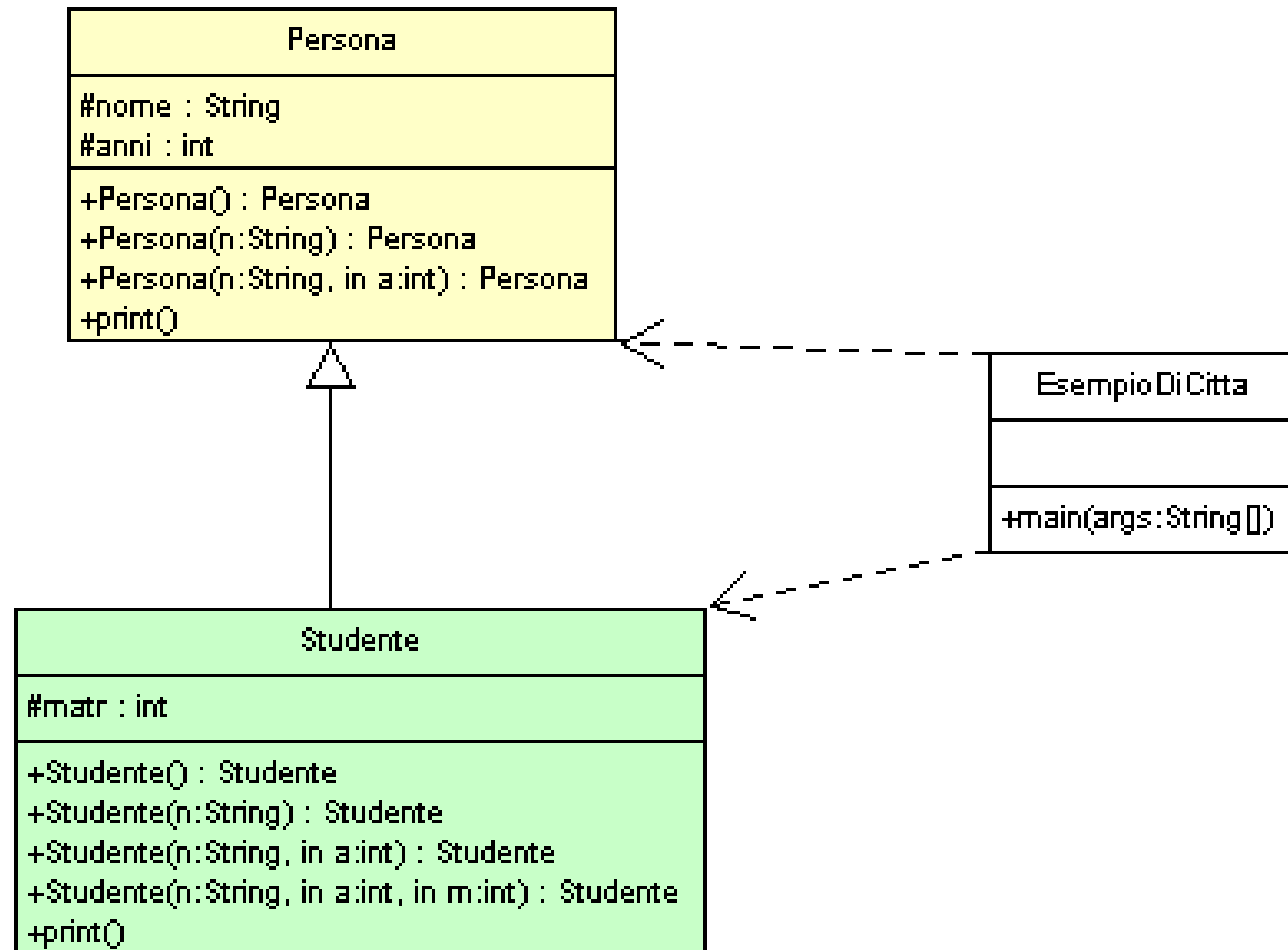 Persona
#nome : String
#anni : int
+Persona() : Persona
+Persona(n:String) : Persona
+Persona(n:String, in a:int) : Persona
+print()
EsempioDiCitta
+main(args:String[])
Studente
#matr : int
+Studente() : Studente
+Studente(n:String) : Studente
+Studente(n:String, in a:int) : Studente
+Studente(n:String, in a:int, in m:int) : Studente
+print()